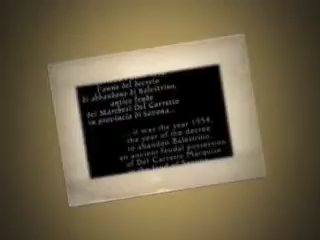 l'anno del decreto
di abbandono di Balestrino,
antico feudo
dei Marchesi Del Carretto
in provincia di Savona...
... it was the year 1954,
the year of the decree
to abandon Balestrino
an ancient feudal possession
of Del Carretto Marquise